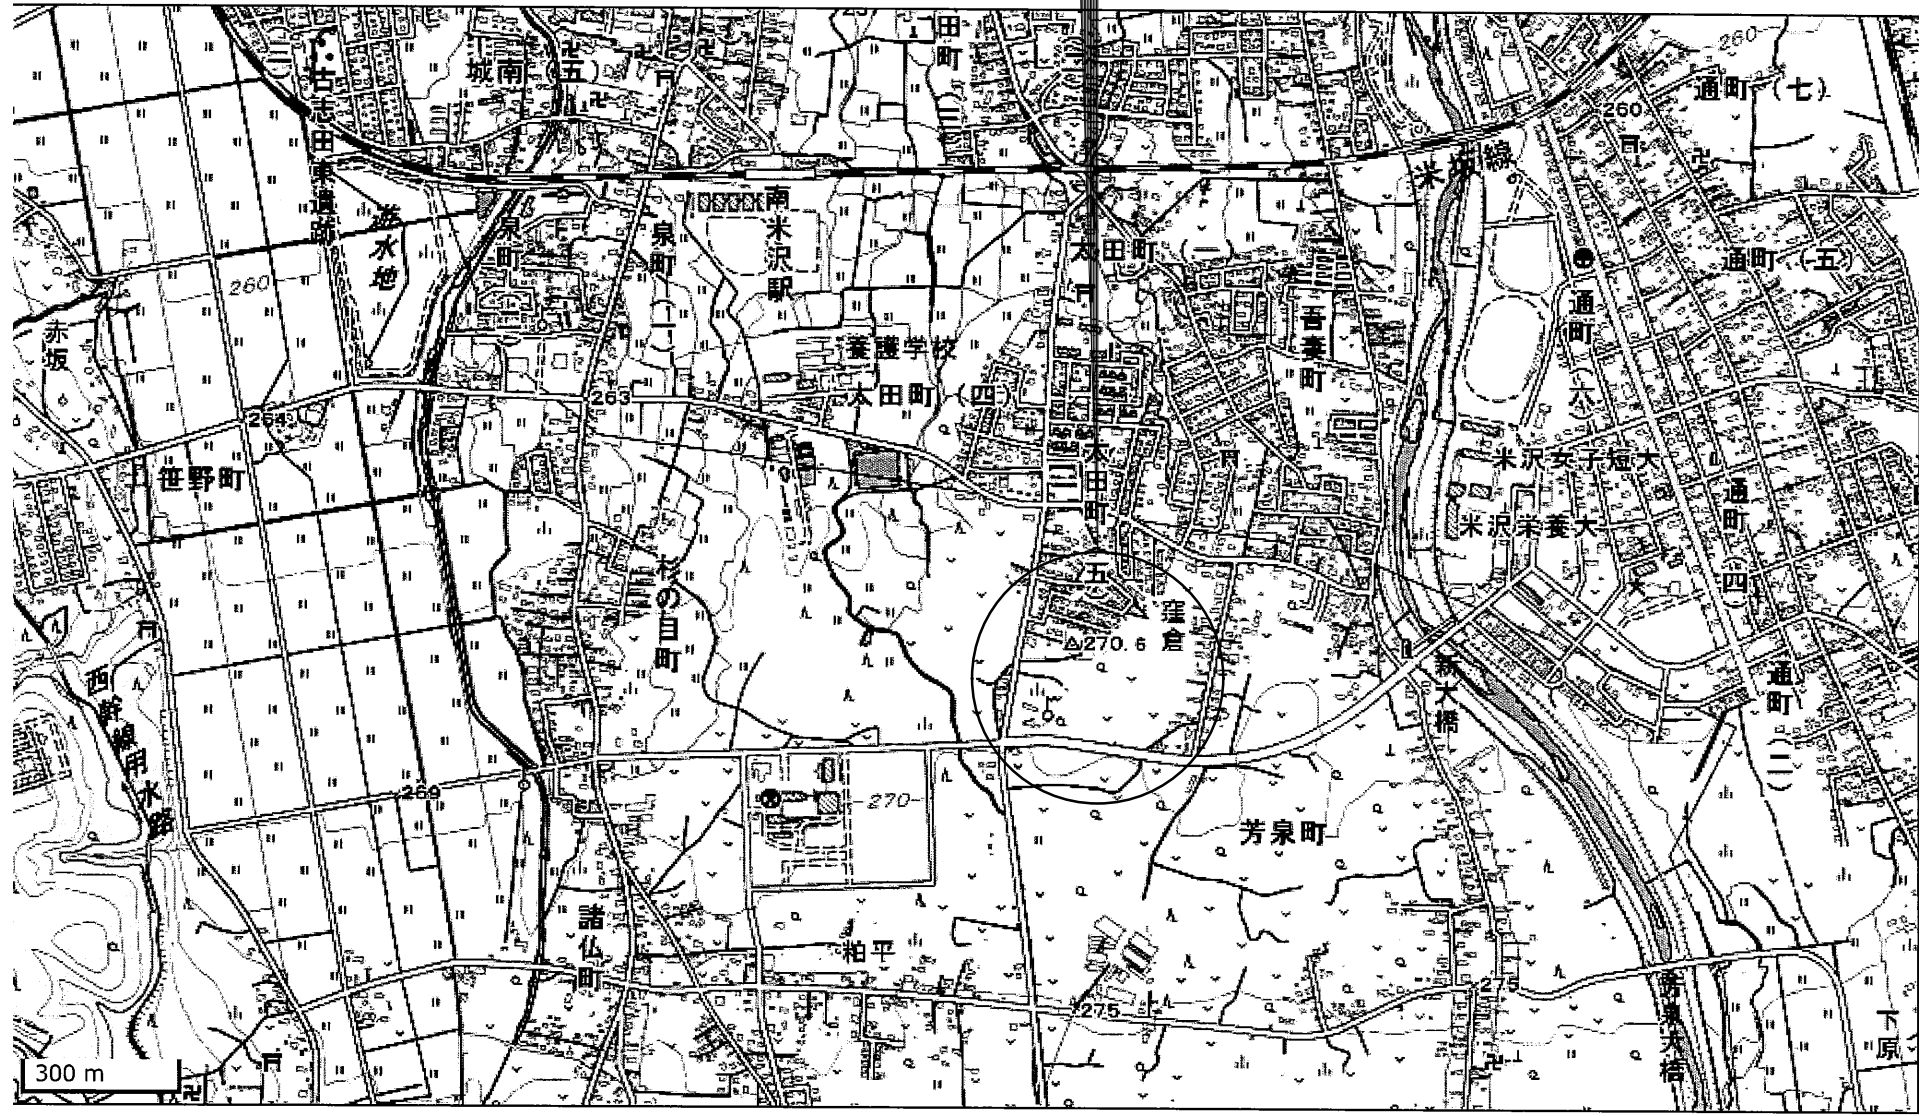 古志田東遺跡
城南(五)
田町(三)
260
通町(七)
260
米坂線
遊水地
泉町
泉町(二)
南米沢駅
太田町(一)
吾妻町
通町(六)
通町(五)
260
赤坂
養護学校
太田町(四)
263
264
笹野町
太田町(五)
米沢女子短大
米沢栄養大
通町(四)
杉の目町
窪倉
△270.6
新大橋
通町(二)
西幹線用水路
269
270
芳泉町
諸仏町
粕平
275
275
芳泉大橋
下原
300 m